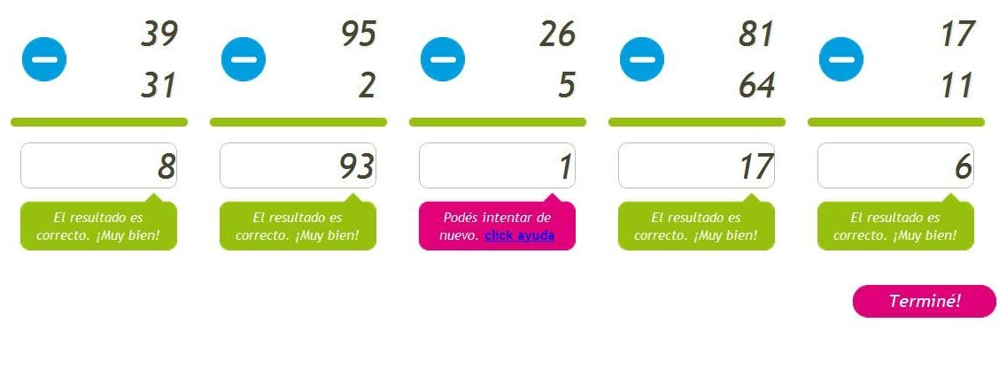 39 95 26 81 17
31 2 5 64 11
8 93 1 17 6
El resultado es El resultado es Podés intentar de El resultado es El resultado es
correcto. ¡Muy bien! correcto. ¡Muy bien! nuevo. click ayuda correcto. ¡Muy bien! correcto. ¡Muy bien!
Terminé!